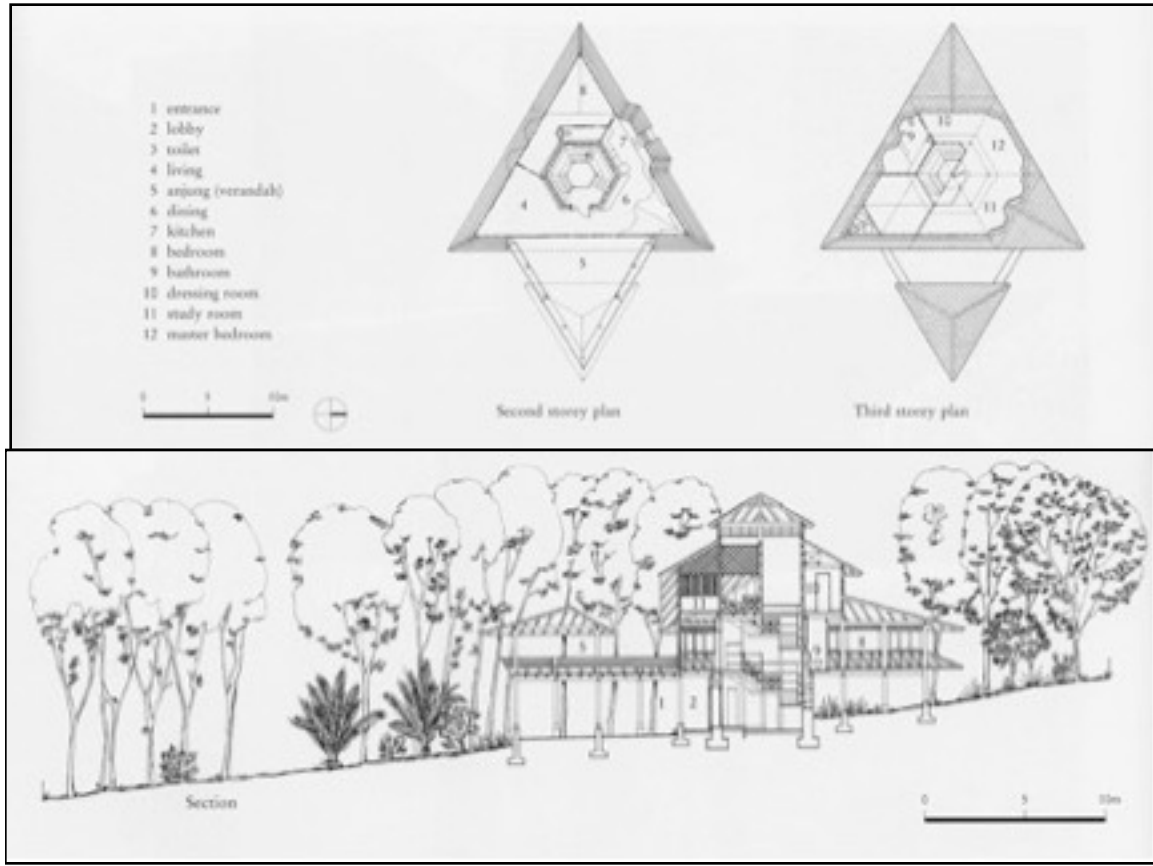 1 entrance
2 lobby
3 toilet
4 living
5 anjung (verandah)
6 dining
7 kitchen
8 bedroom
9 bathroom
10 dressing room
11 study room
12 master bedroom
0 5 10m
8
7
4
6
5
Second storey plan
10
9
12
11
Third storey plan
5
8
9
1
2
Section
0 5 10m